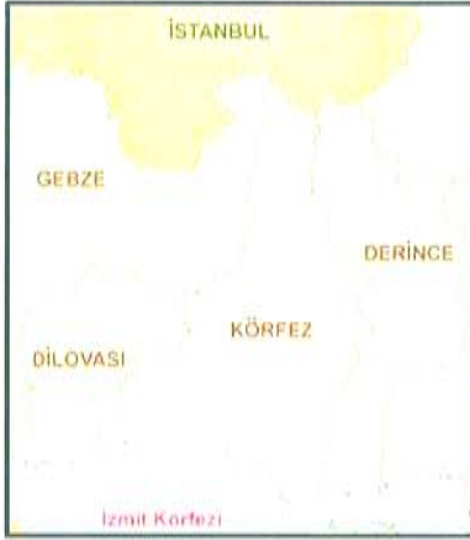 İSTANBUL
GEBZE
DERİNCE
KÖRFEZ
DİLOVASI
İzmit Körfezi